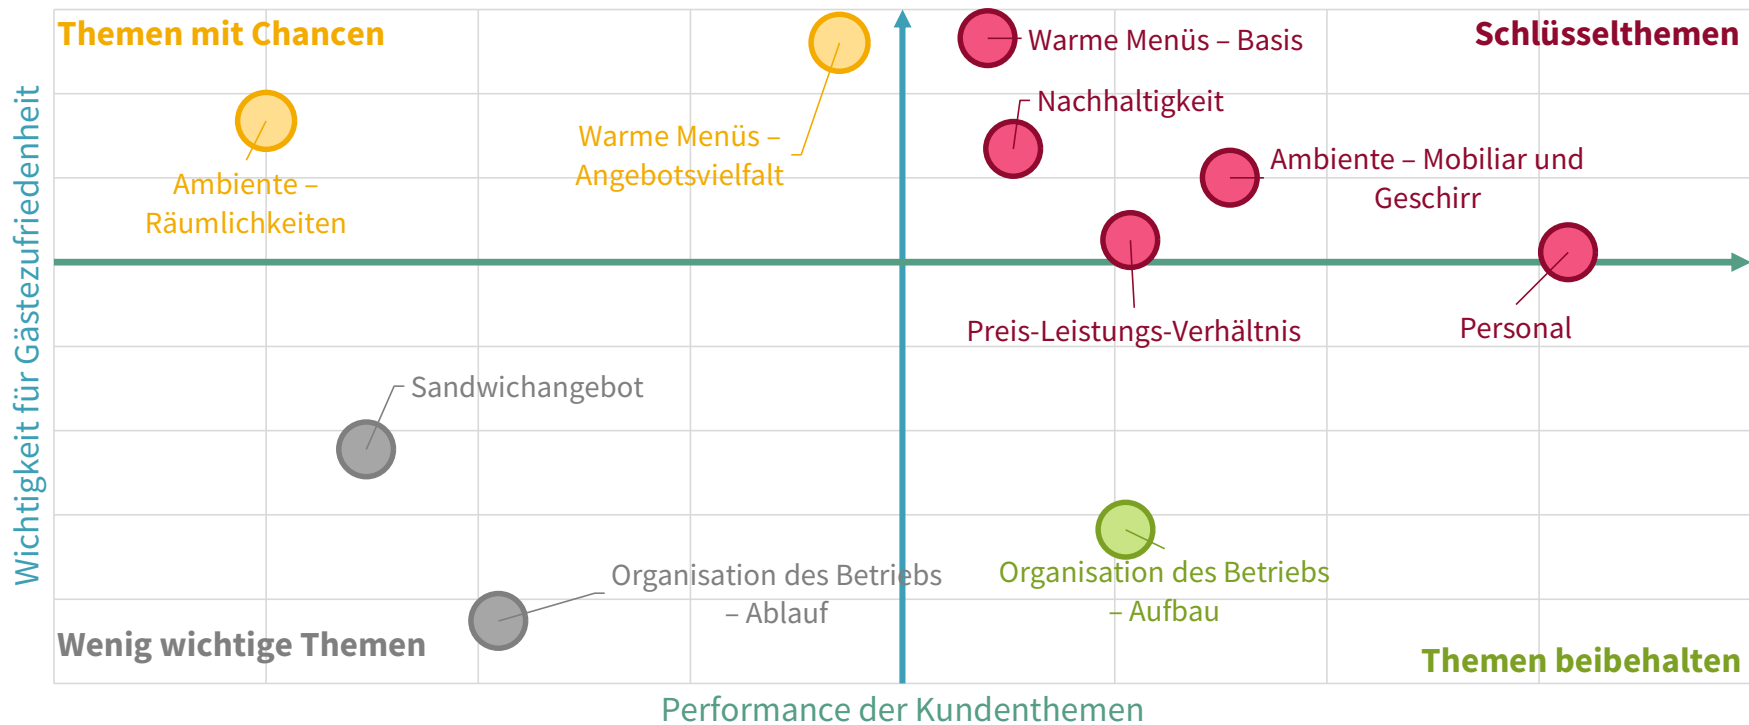 Themen mit Chancen
Schlüsselthemen
Warme Menüs – Basis
Nachhaltigkeit
Warme Menüs –
Angebotsvielfalt
Ambiente – Mobiliar und
Geschirr
Ambiente –
Räumlichkeiten
Preis-Leistungs-Verhältnis
Personal
Wichtigkeit für Gästezufriedenheit
Sandwichangebot
Organisation des Betriebs
– Ablauf
Organisation des Betriebs
– Aufbau
Wenig wichtige Themen
Themen beibehalten
Performance der Kundenthemen